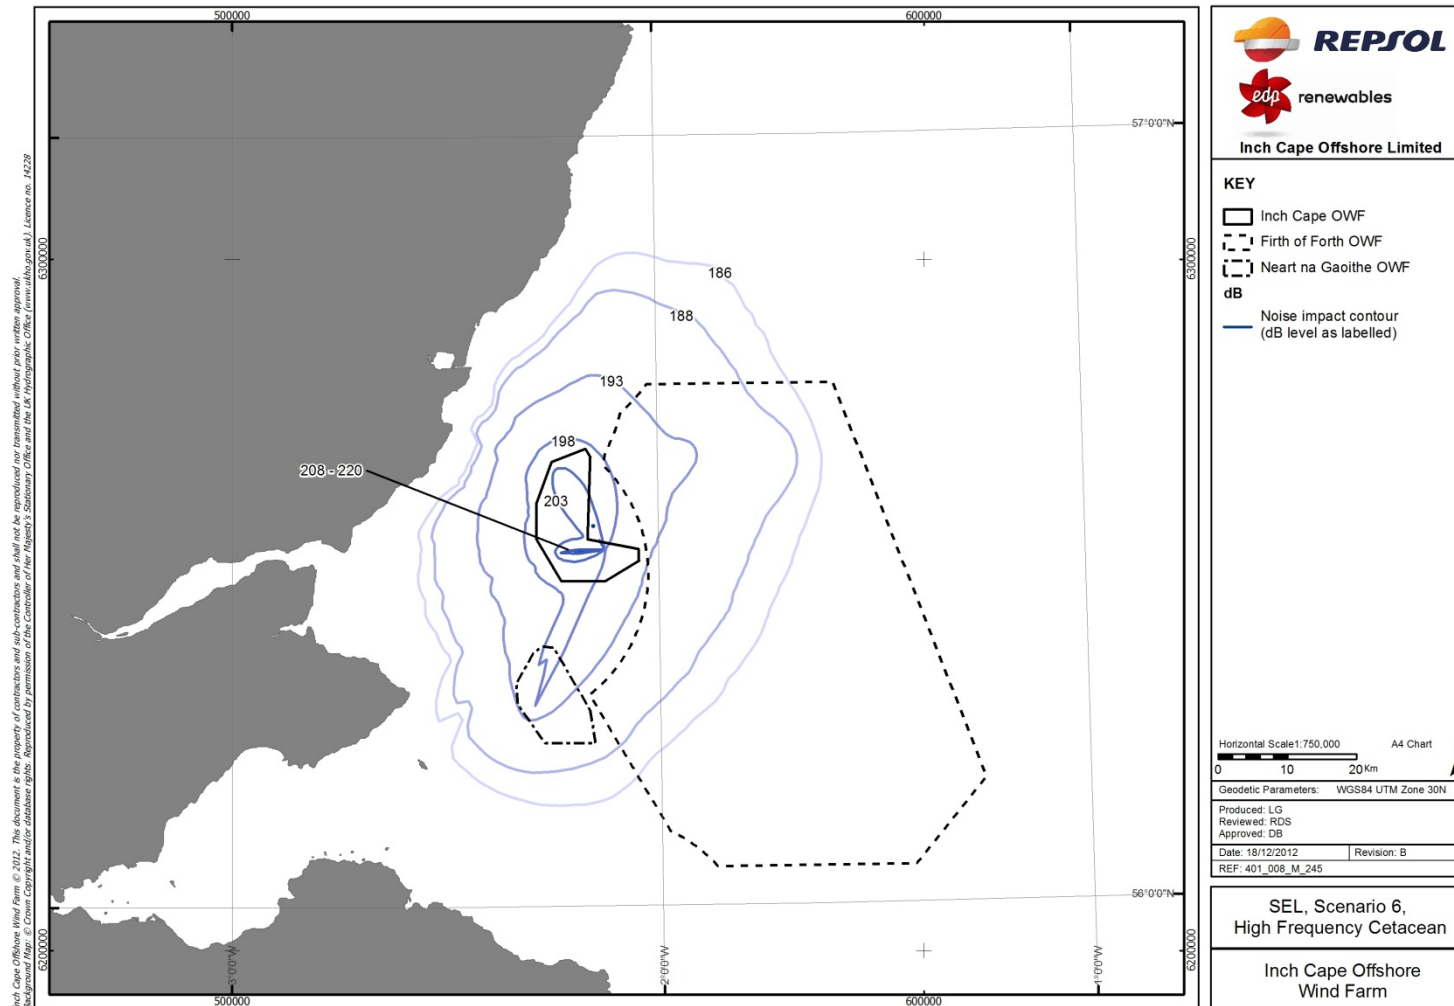 500000
600000
57°0'0"N
6300000
6300000
186
188
193
198
203
208 - 220
56°0'0"N
6200000
6200000
3°0'0"W
2°0'0"W
1°0'0"W
500000
600000
Inch Cape Offshore Wind Farm © 2012. This document is the property of contractors and sub-contractors and shall not be reproduced nor transmitted without prior written approval.
Background Map: © Crown Copyright and/or database rights. Reproduced by permission of the Controller of Her Majesty's Stationary Office and the UK Hydrographic Office (www.ukho.gov.uk). Licence no. 14228
REPSOL
edp renewables
Inch Cape Offshore Limited
KEY
Inch Cape OWF
Firth of Forth OWF
Neart na Gaoithe OWF
dB
Noise impact contour
(dB level as labelled)
Horizontal Scale1:750,000 A4 Chart
0 10 20 Km
Geodetic Parameters: WGS84 UTM Zone 30N
Produced: LG
Reviewed: RDS
Approved: DB
Date: 18/12/2012 Revision: B
REF: 401_008_M_245
SEL, Scenario 6,
High Frequency Cetacean
Inch Cape Offshore
Wind Farm